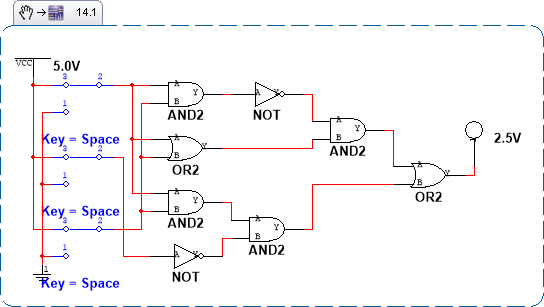 14.1
VCC 5.0V
3 2
1
Key = Space
3 2
1
Key = Space
3 2
1
Key = Space
1
A
B
Y
AND2
NOT
A
B
Y
OR2
A
B
Y
AND2
A Y
NOT
A
B
Y
AND2
A
B
Y
AND2
A
B
Y
OR2
2.5V